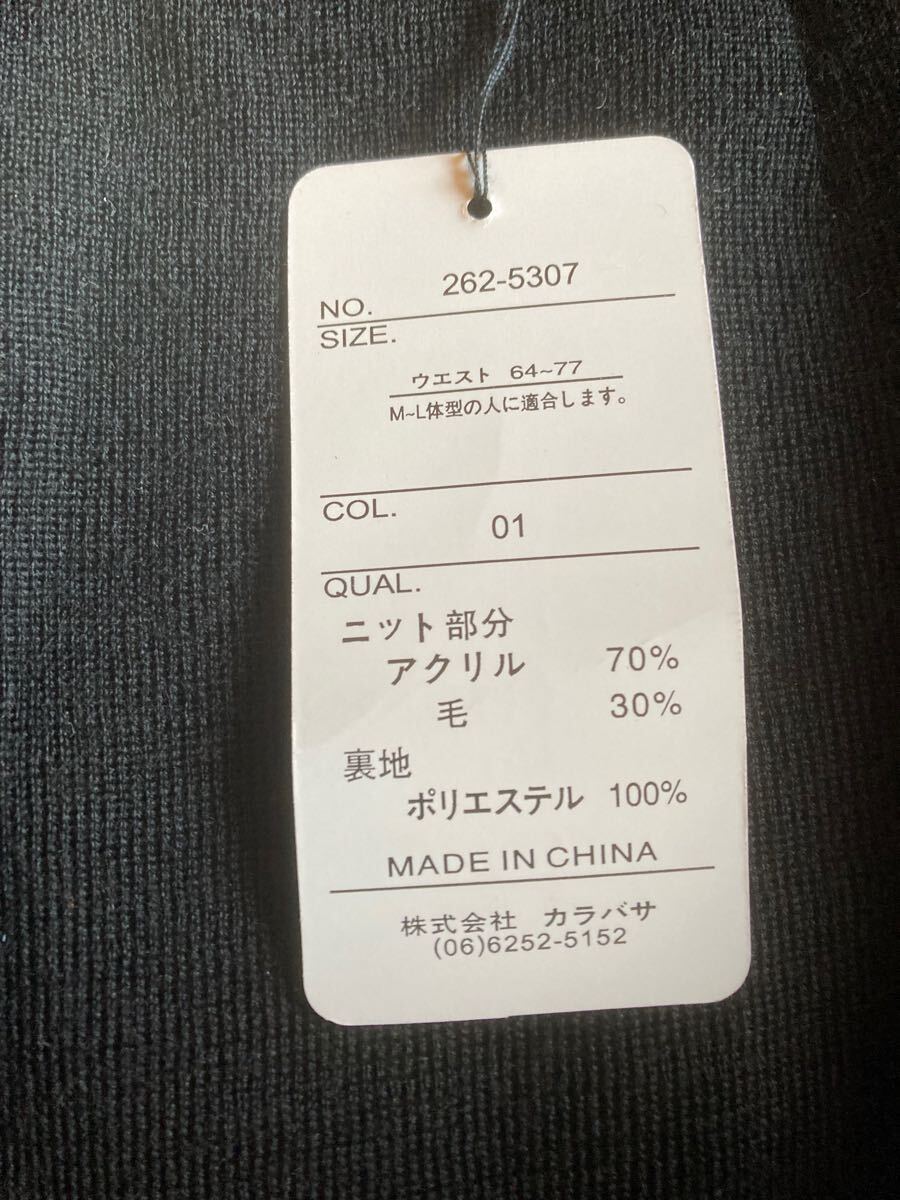 NO. 262-5307
SIZE.
ウエスト 64~77
M~L体型の人に適合します。
COL.
01
QUAL.
ニット部分
アクリル 70%
毛 30%
裏地
ポリエステル 100%
MADE IN CHINA
株式会社 カラバサ
(06)6252-5152